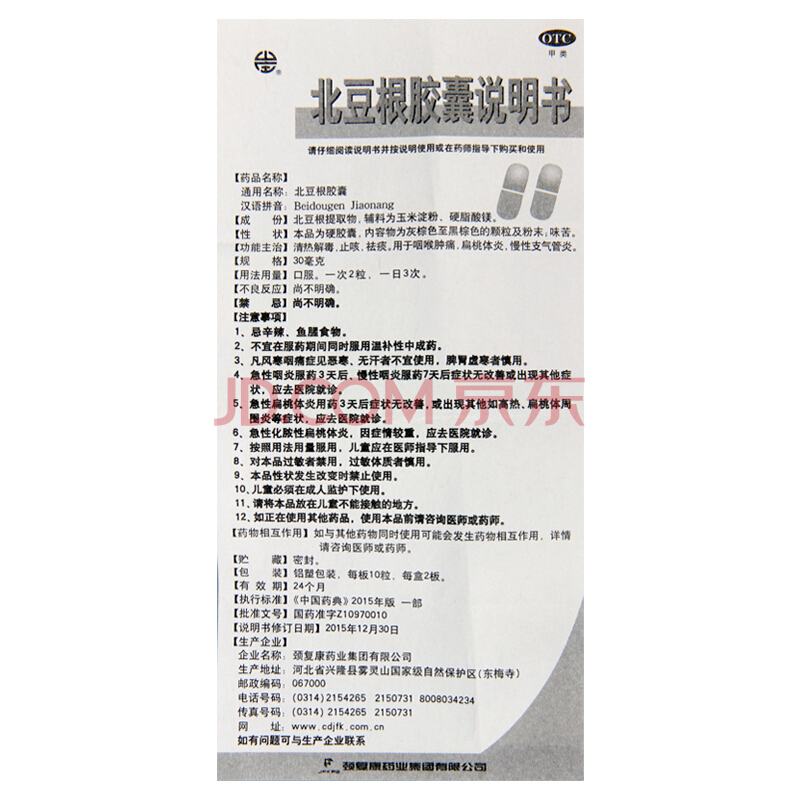 OTC
甲类
北豆根胶囊说明书
请仔细阅读说明书并按说明使用或在药师指导下购买和使用
【药品名称】
通用名称：北豆根胶囊
汉语拼音：Beidougen Jiaonang
【成　份】北豆根提取物，辅料为玉米淀粉、硬脂酸镁。
【性　状】本品为硬胶囊，内容物为灰棕色至黑棕色的颗粒及粉末；味苦。
【功能主治】清热解毒，止咳，祛痰。用于咽喉肿痛，扁桃体炎，慢性支气管炎。
【规　格】30毫克
【用法用量】口服。一次2粒，一日3次。
【不良反应】尚不明确。
【禁　忌】尚不明确。
【注意事项】
1、忌辛辣、鱼腥食物。
2、不宜在服药期间同时服用温补性中成药。
3、凡风寒咽痛症见恶寒、无汗者不宜使用，脾胃虚寒者慎用。
4、急性咽炎服药3天后、慢性咽炎服药7天后症状无改善或出现其他症
状，应去医院就诊。
5、急性扁桃体炎用药3天后症状无改善，或出现其他如高热、扁桃体周
围炎等症状，应去医院就诊。
6、急性化脓性扁桃体炎，因症情较重，应去医院就诊。
7、按照用法用量服用，儿童应在医师指导下服用。
8、对本品过敏者禁用，过敏体质者慎用。
9、本品性状发生改变时禁止使用。
10、儿童必须在成人监护下使用。
11、请将本品放在儿童不能接触的地方。
12、如正在使用其他药品，使用本品前请咨询医师或药师。
【药物相互作用】如与其他药物同时使用可能会发生药物相互作用，详情
请咨询医师或药师。
【贮　藏】密封。
【包　装】铝塑包装，每板10粒，每盒2板。
【有 效 期】24个月
【执行标准】《中国药典》2015年版 一部
【批准文号】国药准字Z10970010
【说明书修订日期】2015年12月30日
【生产企业】
企业名称：颈复康药业集团有限公司
生产地址：河北省兴隆县雾灵山国家级自然保护区(东梅寺)
邮政编码：067000
电话号码：(0314) 2154265 2150731 8008034234
传真号码：(0314) 2154265 2150731
网　址：www.cdjfk.com.cn
如有问题可与生产企业联系
颈复康药业集团有限公司
JD.COM 京东